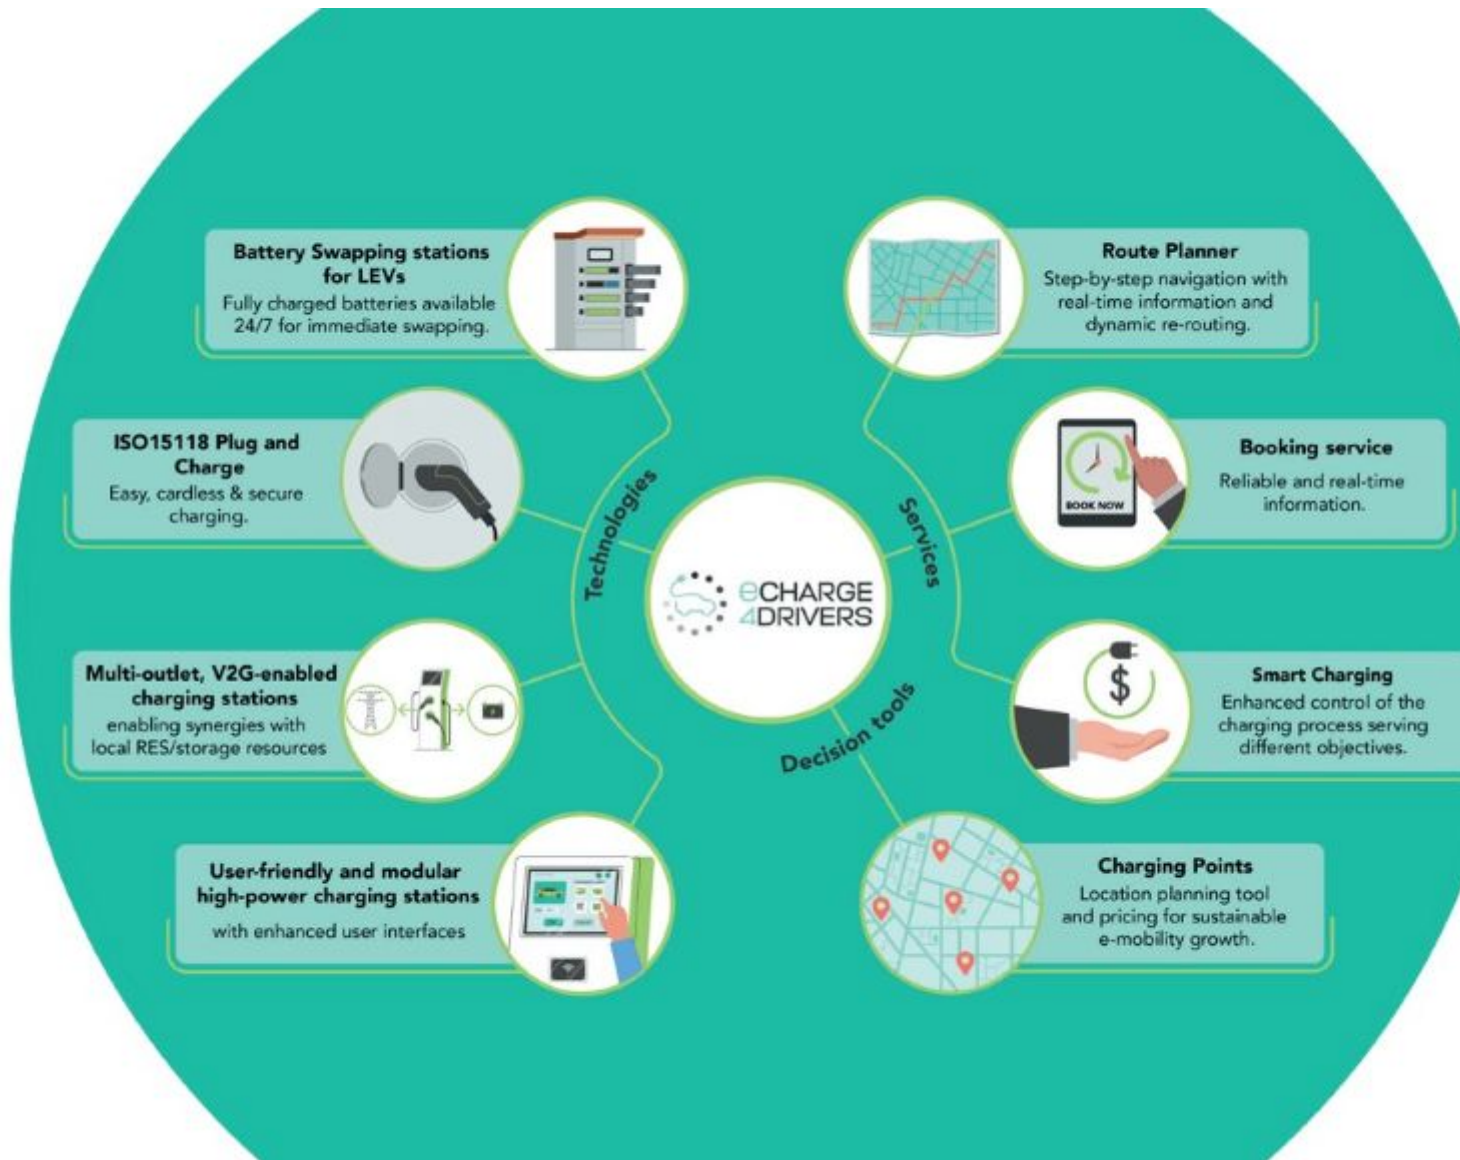 Battery Swapping stations
for LEVs
Fully charged batteries available
24/7 for immediate swapping.
ISO15118 Plug and
Charge
Easy, cardless & secure
charging.
Multi-outlet, V2G-enabled
charging stations
enabling synergies with
local RES/storage resources
User-friendly and modular
high-power charging stations
with enhanced user interfaces
Technologies
eCHARGE
4DRIVERS
Services
Decision tools
Route Planner
Step-by-step navigation with
real-time information and
dynamic re-routing.
BOOK NOW
Booking service
Reliable and real-time
information.
$
Smart Charging
Enhanced control of the
charging process serving
different objectives.
Charging Points
Location planning tool
and pricing for sustainable
e-mobility growth.